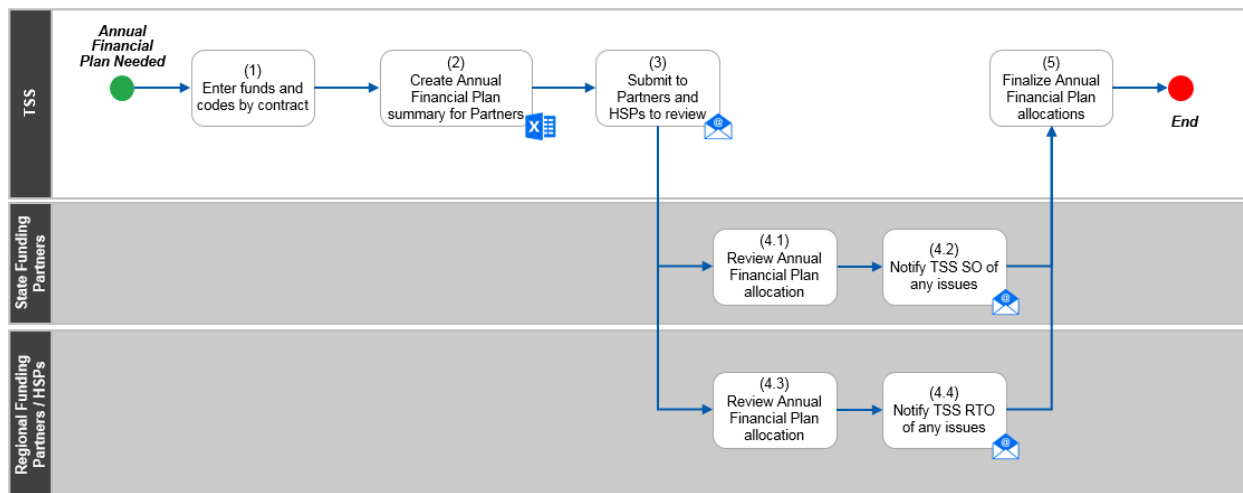 TSS
Annual
Financial
Plan Needed
(1)
Enter funds and
codes by contract
(2)
Create Annual
Financial Plan
summary for Partners
X
(3)
Submit to
Partners and
HSPs to review
@
(5)
Finalize Annual
Financial Plan
allocations
End
State Funding
Partners
(4.1)
Review Annual
Financial Plan
allocation
(4.2)
Notify TSS SO of
any issues
@
Regional Funding
Partners / HSPs
(4.3)
Review Annual
Financial Plan
allocation
(4.4)
Notify TSS RTO
of any issues
@